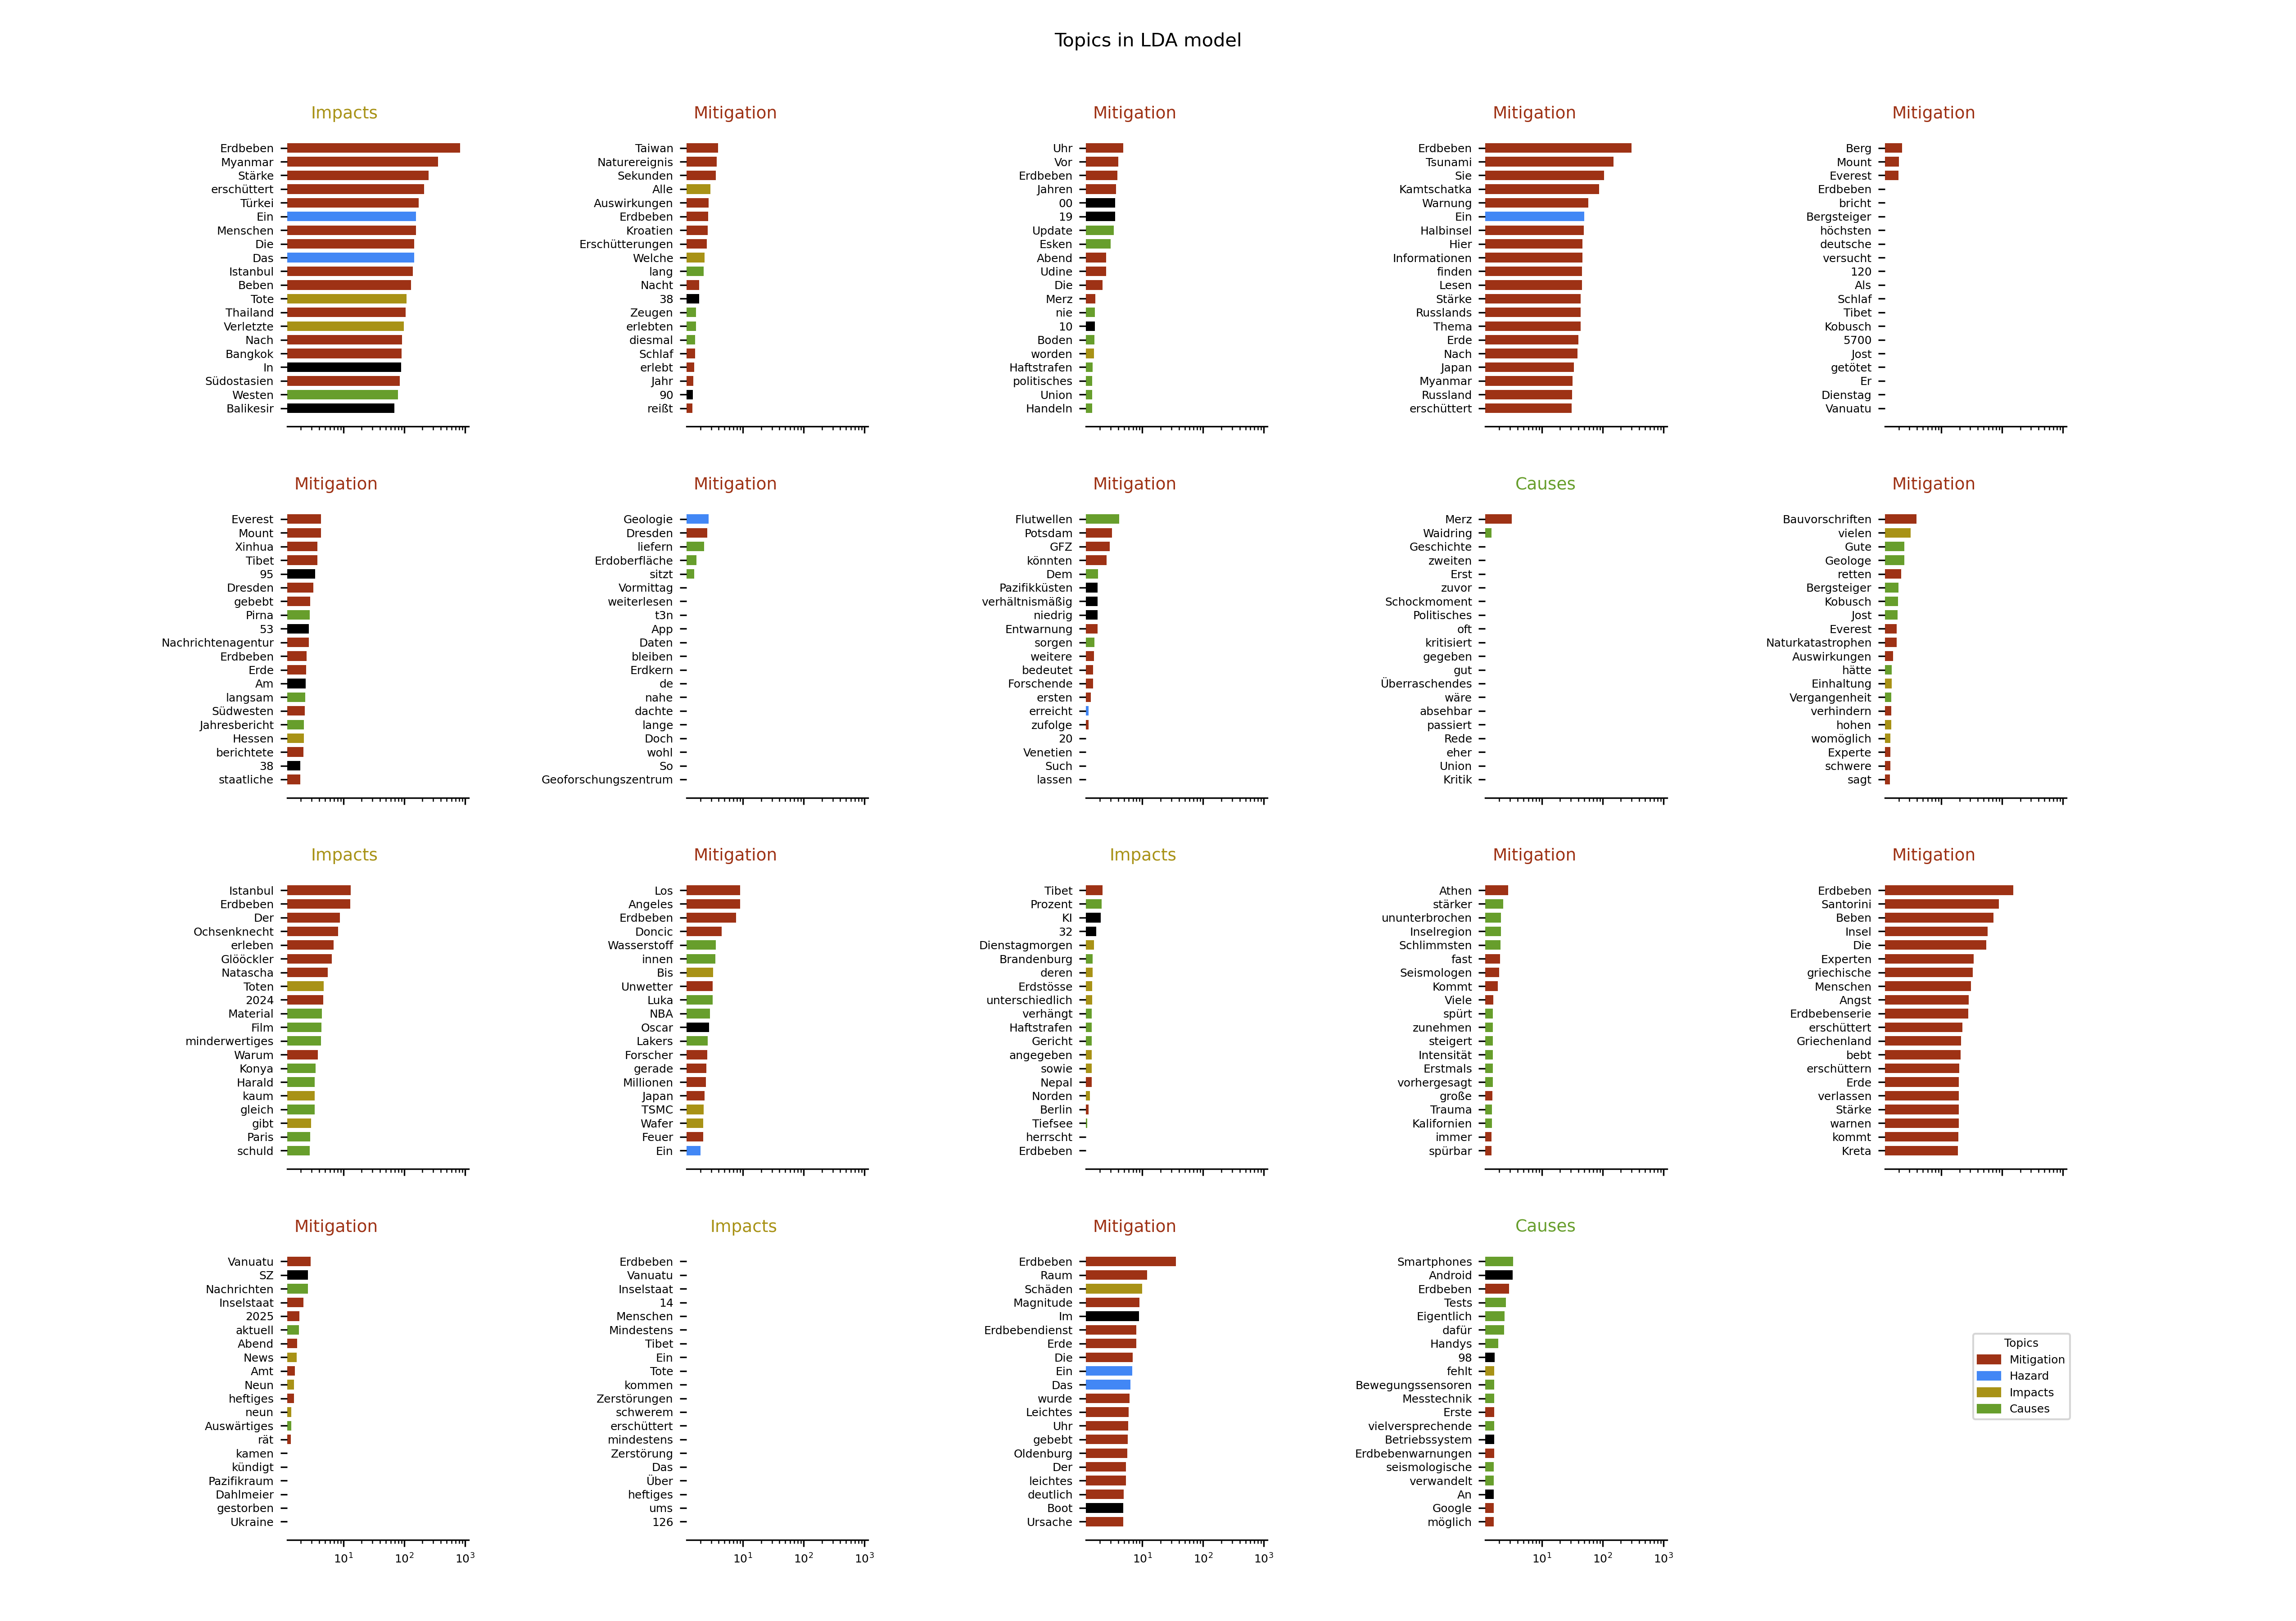 Topics in LDA model
Impacts
Erdbeben
Myanmar
Stärke
erschüttert
Türkei
Ein
Menschen
Die
Das
Istanbul
Beben
Tote
Thailand
Verletzte
Nach
Bangkok
In
Südostasien
Westen
Balikesir
Mitigation
Taiwan
Naturereignis
Sekunden
Alle
Auswirkungen
Erdbeben
Kroatien
Erschütterungen
Welche
lang
Nacht
38
Zeugen
erlebten
diesmal
Schlaf
erlebt
Jahr
90
reißt
Mitigation
Uhr
Vor
Erdbeben
Jahren
00
19
Update
Esken
Abend
Udine
Die
Merz
nie
10
Boden
worden
Haftstrafen
politisches
Union
Handeln
Mitigation
Erdbeben
Tsunami
Sie
Kamtschatka
Warnung
Ein
Halbinsel
Hier
Informationen
finden
Lesen
Stärke
Russlands
Thema
Erde
Nach
Japan
Myanmar
Russland
erschüttert
Mitigation
Berg
Mount
Everest
Erdbeben
bricht
Bergsteiger
höchsten
deutsche
versucht
120
Als
Schlaf
Tibet
Kobusch
5700
Jost
getötet
Er
Dienstag
Vanuatu
Mitigation
Everest
Mount
Xinhua
Tibet
95
Dresden
gebebt
Pirna
53
Nachrichtenagentur
Erdbeben
Erde
Am
langsam
Südwesten
Jahresbericht
Hessen
berichtete
38
staatliche
Mitigation
Geologie
Dresden
liefern
Erdoberfläche
sitzt
Vormittag
weiterlesen
t3n
App
Daten
bleiben
Erdkern
de
nahe
dachte
lange
Doch
wohl
So
Geoforschungszentrum
Mitigation
Flutwellen
Potsdam
GFZ
könnten
Dem
Pazifikküsten
verhältnismäßig
niedrig
Entwarnung
sorgen
weitere
bedeutet
Forschende
ersten
erreicht
zufolge
20
Venetien
Such
lassen
Causes
Merz
Waidring
Geschichte
zweiten
Erst
zuvor
Schockmoment
Politisches
oft
kritisiert
gegeben
gut
Überraschendes
wäre
absehbar
passiert
Rede
eher
Union
Kritik
Mitigation
Bauvorschriften
vielen
Gute
Geologe
retten
Bergsteiger
Kobusch
Jost
Everest
Naturkatastrophen
Auswirkungen
hätte
Einhaltung
Vergangenheit
verhindern
hohen
womöglich
Experte
schwere
sagt
Impacts
Istanbul
Erdbeben
Der
Ochsenknecht
erleben
Glööckler
Natascha
Toten
2024
Material
Film
minderwertiges
Warum
Konya
Harald
kaum
gleich
gibt
Paris
schuld
Mitigation
Los
Angeles
Erdbeben
Doncic
Wasserstoff
innen
Bis
Unwetter
Luka
NBA
Oscar
Lakers
Forscher
gerade
Millionen
Japan
TSMC
Wafer
Feuer
Ein
Impacts
Tibet
Prozent
KI
32
Dienstagmorgen
Brandenburg
deren
Erdstösse
unterschiedlich
verhängt
Haftstrafen
Gericht
angegeben
sowie
Nepal
Norden
Berlin
Tiefsee
herrscht
Erdbeben
Mitigation
Athen
stärker
ununterbrochen
Inselregion
Schlimmsten
fast
Seismologen
Kommt
Viele
spürt
zunehmen
steigert
Intensität
Erstmals
vorhergesagt
große
Trauma
Kalifornien
immer
spürbar
Mitigation
Erdbeben
Santorini
Beben
Insel
Die
Experten
griechische
Menschen
Angst
Erdbebenserie
erschüttert
Griechenland
bebt
erschüttern
Erde
verlassen
Stärke
warnen
kommt
Kreta
Mitigation
Vanuatu
SZ
Nachrichten
Inselstaat
2025
aktuell
Abend
News
Amt
Neun
heftiges
neun
Auswärtiges
rät
kamen
kündigt
Pazifikraum
Dahlmeier
gestorben
Ukraine
10¹ 10² 10³
Impacts
Erdbeben
Vanuatu
Inselstaat
14
Menschen
Mindestens
Tibet
Ein
Tote
kommen
Zerstörungen
schwerem
erschüttert
mindestens
Zerstörung
Das
Über
heftiges
ums
126
10¹ 10² 10³
Mitigation
Erdbeben
Raum
Schäden
Magnitude
Im
Erdbebendienst
Erde
Die
Ein
Das
wurde
Leichtes
Uhr
gebebt
Oldenburg
Der
leichtes
deutlich
Boot
Ursache
10¹ 10² 10³
Causes
Smartphones
Android
Erdbeben
Tests
Eigentlich
dafür
Handys
98
fehlt
Bewegungssensoren
Messtechnik
Erste
vielversprechende
Betriebssystem
Erdbebenwarnungen
seismologische
verwandelt
An
Google
möglich
10¹ 10² 10³
Topics
Mitigation
Hazard
Impacts
Causes